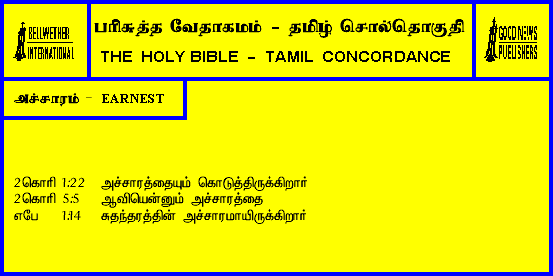 BELLWETHER
INTERNATIONAL
பரிசுத்த வேதாகமம் - தமிழ் சொல்தொகுதி
THE HOLY BIBLE - TAMIL CONCORDANCE
GOOD NEWS
PUBLISHERS
அச்சாரம் - EARNEST
2கொரி 1:22 அச்சாரத்தையும் கொடுத்திருக்கிறார்
2கொரி 5:5 ஆவியென்னும் அச்சாரத்தை
எபே 1:14 சுதந்தரத்தின் அச்சாரமாயிருக்கிறார்